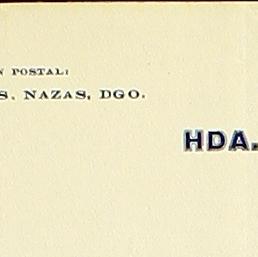 N POSTAL:
S. NAZAS, DGO.
HDA.